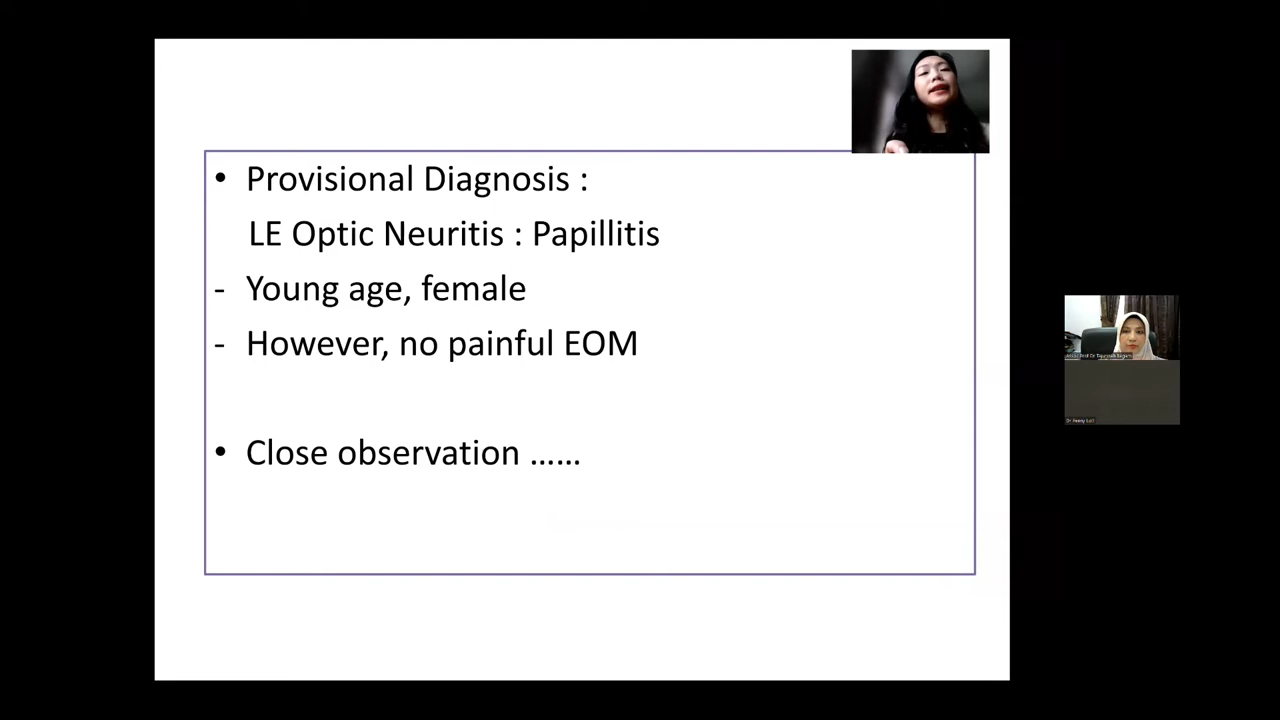 • Provisional Diagnosis :
LE Optic Neuritis : Papillitis
- Young age, female
- However, no painful EOM
• Close observation ......